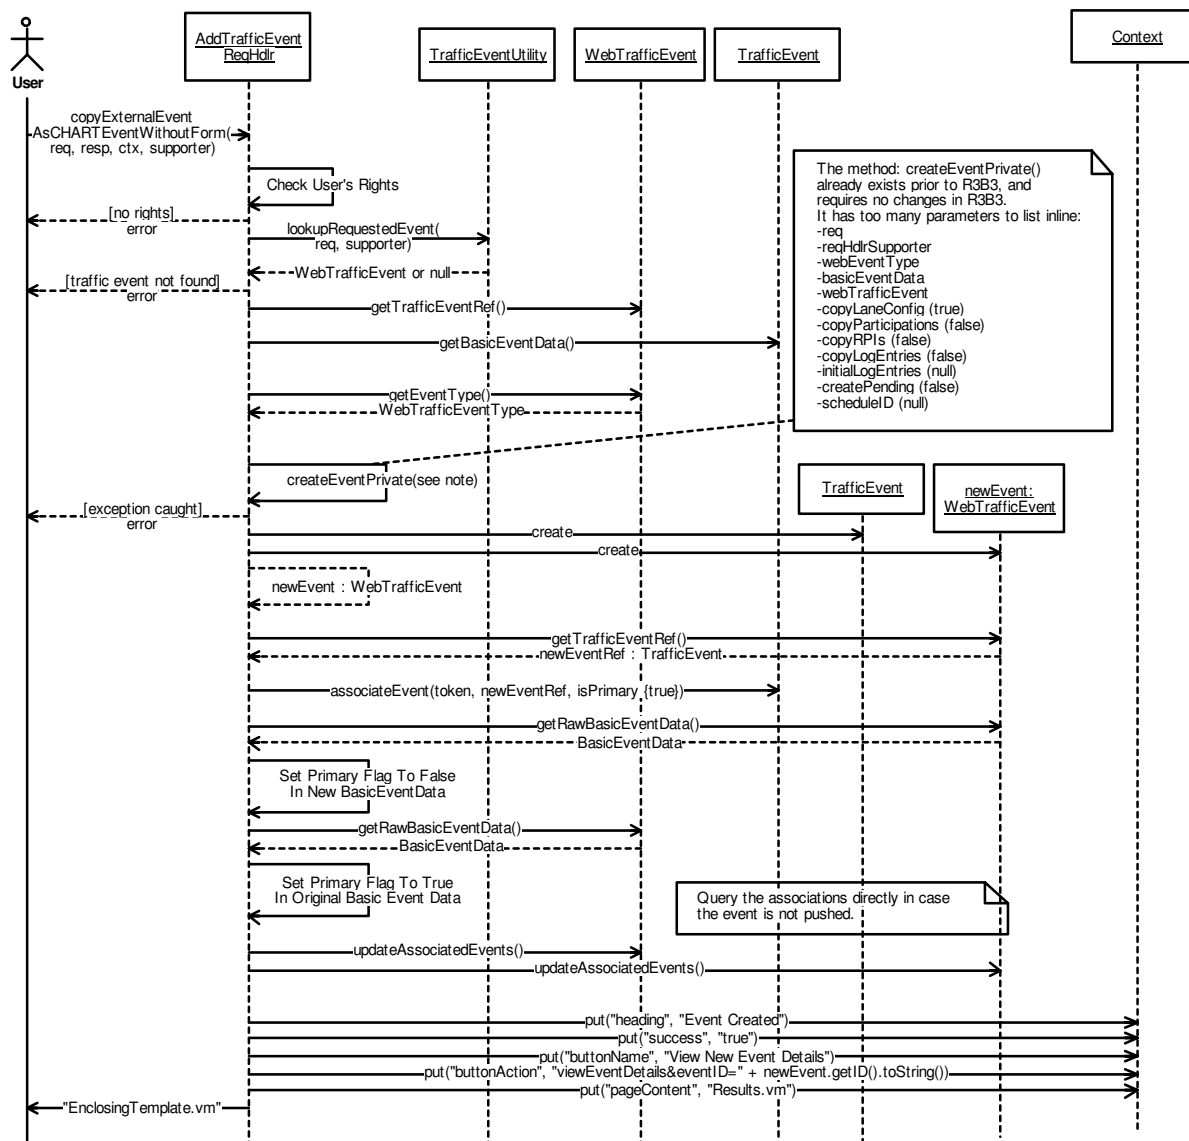 User
AddTrafficEvent
ReqHdlr
TrafficEventUtility
WebTrafficEvent
TrafficEvent
Context
copyExternalEvent
AsCHARTEventWithoutForm(
req, resp, ctx, supporter)
Check User's Rights
[no rights]
error
lookupRequestedEvent(
req, supporter)
WebTrafficEvent or null
[traffic event not found]
error
getTrafficEventRef()
getBasicEventData()
getEventType()
WebTrafficEventType
The method: createEventPrivate()
already exists prior to R3B3, and
requires no changes in R3B3.
It has too many parameters to list inline:
-req
-reqHdlrSupporter
-webEventType
-basicEventData
-webTrafficEvent
-copyLaneConfig (true)
-copyParticipations (false)
-copyRPIs (false)
-copyLogEntries (false)
-initialLogEntries (null)
-createPending (false)
-scheduleID (null)
createEventPrivate(see note)
TrafficEvent
newEvent:
WebTrafficEvent
[exception caught]
error
create
create
newEvent : WebTrafficEvent
getTrafficEventRef()
newEventRef : TrafficEvent
associateEvent(token, newEventRef, isPrimary {true})
getRawBasicEventData()
BasicEventData
Set Primary Flag To False
In New BasicEventData
getRawBasicEventData()
BasicEventData
Set Primary Flag To True
In Original Basic Event Data
Query the associations directly in case
the event is not pushed.
updateAssociatedEvents()
updateAssociatedEvents()
put("heading", "Event Created")
put("success", "true")
put("buttonName", "View New Event Details")
put("buttonAction", "viewEventDetails&eventID=" + newEvent.getID().toString())
put("pageContent", "Results.vm")
"EnclosingTemplate.vm"